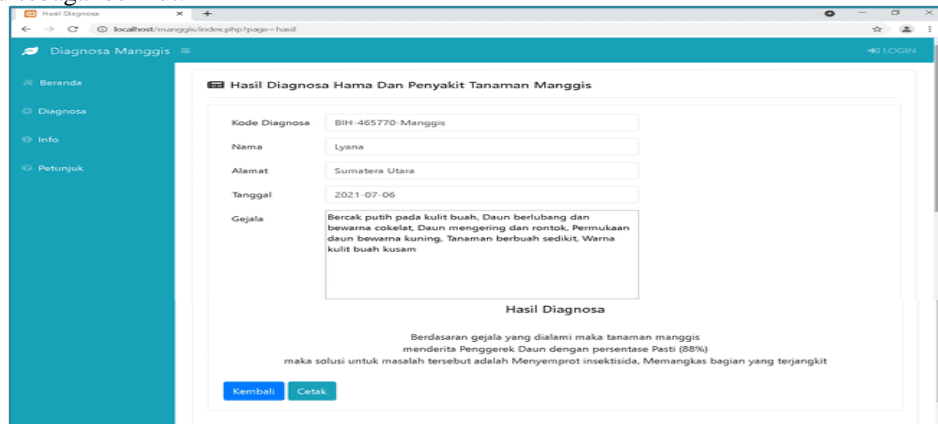 Hasil Diagnosa
localhost/manggis/index.php?page=hasil
Diagnosa Manggis
LOGIN
Beranda
Diagnosa
Info
Petunjuk
Hasil Diagnosa Hama Dan Penyakit Tanaman Manggis
Kode Diagnosa BIH-465770-Manggis
Nama Lyana
Alamat Sumatera Utara
Tanggal 2021-07-06
Gejala Bercak putih pada kulit buah, Daun berlubang dan
bewarna cokelat, Daun mengering dan rontok, Permukaan
daun bewarna kuning, Tanaman berbuah sedikit, Warna
kulit buah kusam
Hasil Diagnosa
Berdasaran gejala yang dialami maka tanaman manggis
menderita Penggerek Daun dengan persentase Pasti (88%)
maka solusi untuk masalah tersebut adalah Menyemprot insektisida, Memangkas bagian yang terjangkit
Kembali Cetak